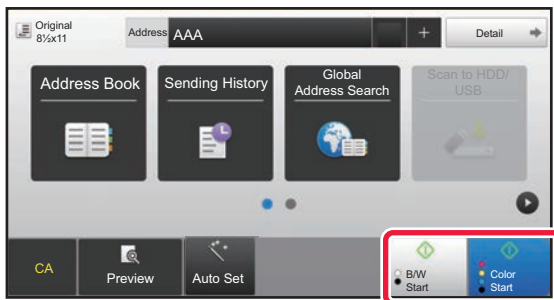 Original
8½x11
Address
AAA
+
Detail
Address Book
Sending History
Global
Address Search
Scan to HDD/
USB
CA
Preview
Auto Set
B/W
Start
Color
Start